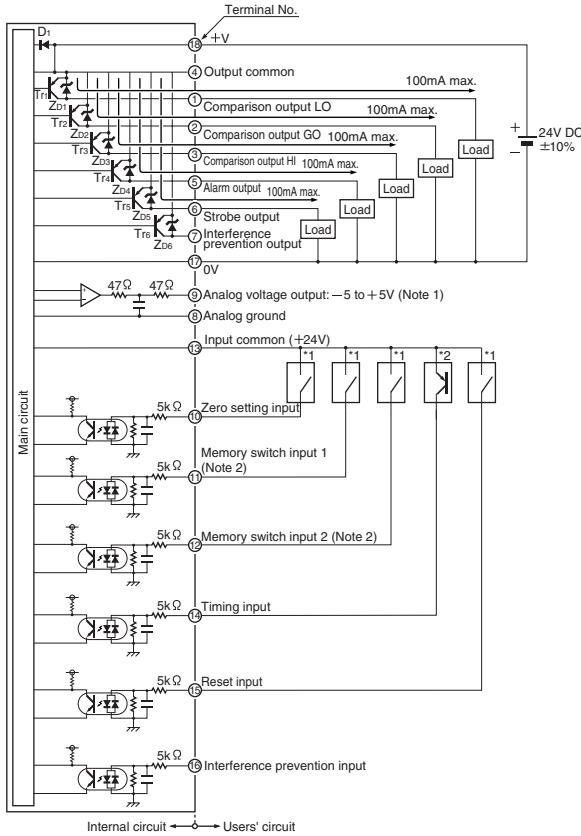 Terminal No.
D1
18 +V
4 Output common
100mA max.
Tr1
ZD1
1 Comparison output LO
100mA max.
Tr2
ZD2
2 Comparison output GO
100mA max.
Tr3
ZD3
3 Comparison output HI
100mA max.
Tr4
ZD4
5 Alarm output
100mA max.
Tr5
ZD5
6 Strobe output
Tr6
ZD6
7 Interference
prevention output
Load
Load
Load
Load
Load
+
−
24V DC
±10%
17 0V
47Ω
47Ω
9 Analog voltage output: −5 to +5V (Note 1)
8 Analog ground
13 Input common (+24V)
*1
*1
*1
*2
*1
Main circuit
5kΩ
10 Zero setting input
5kΩ
11 Memory switch input 1
(Note 2)
5kΩ
12 Memory switch input 2 (Note 2)
5kΩ
14 Timing input
5kΩ
15 Reset input
5kΩ
16 Interference prevention input
Internal circuit
Users' circuit